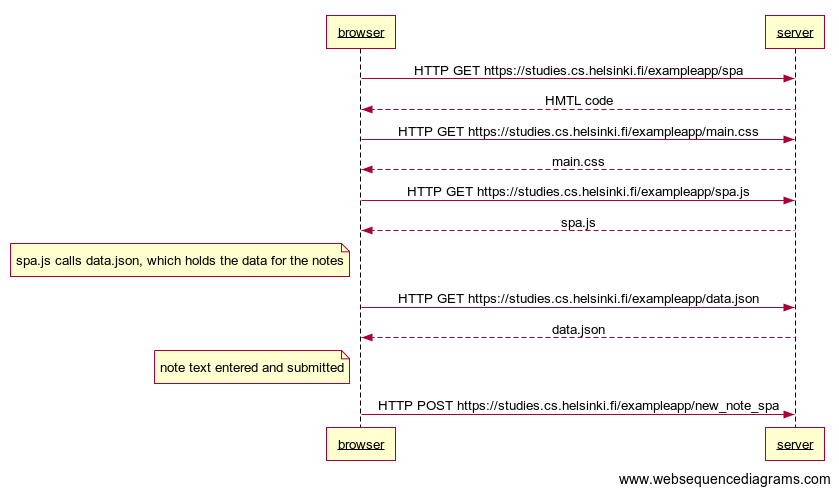 browser
server
HTTP GET https://studies.cs.helsinki.fi/exampleapp/spa
HMTL code
HTTP GET https://studies.cs.helsinki.fi/exampleapp/main.css
main.css
HTTP GET https://studies.cs.helsinki.fi/exampleapp/spa.js
spa.js
spa.js calls data.json, which holds the data for the notes
HTTP GET https://studies.cs.helsinki.fi/exampleapp/data.json
data.json
note text entered and submitted
HTTP POST https://studies.cs.helsinki.fi/exampleapp/new_note_spa
browser
server
www.websequencediagrams.com